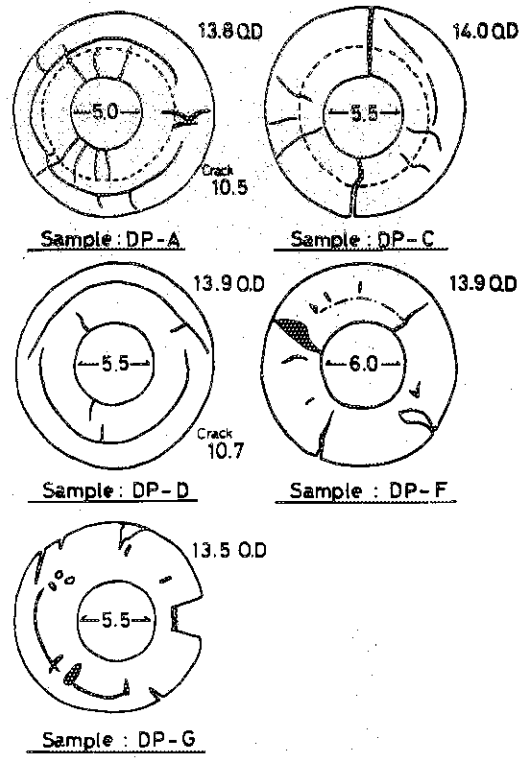 13.8 O.D
5.0
Crack
10.5
Sample : DP-A
14.0 O.D
5.5
Sample : DP-C
13.9 O.D
5.5
Crack
10.7
Sample : DP-D
13.9 O.D
6.0
Sample : DP-F
13.5 O.D
5.5
Sample : DP-G